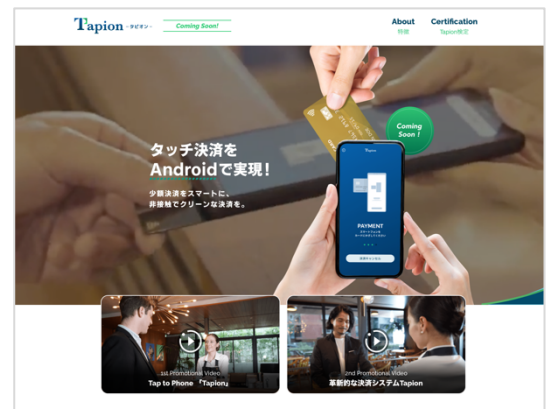 Tapion - タピオン -
Coming Soon!
About
特徴
Certification
Tapion検定
タッチ決済を
Androidで実現！
少額決済をスマートに、
非接触でクリーンな決済を。
Coming
Soon !
Tapion
PAYMENT
1st Promotional Video
Tap to Phone 「Tapion」
2nd Promotional Video
革新的な決済システムTapion